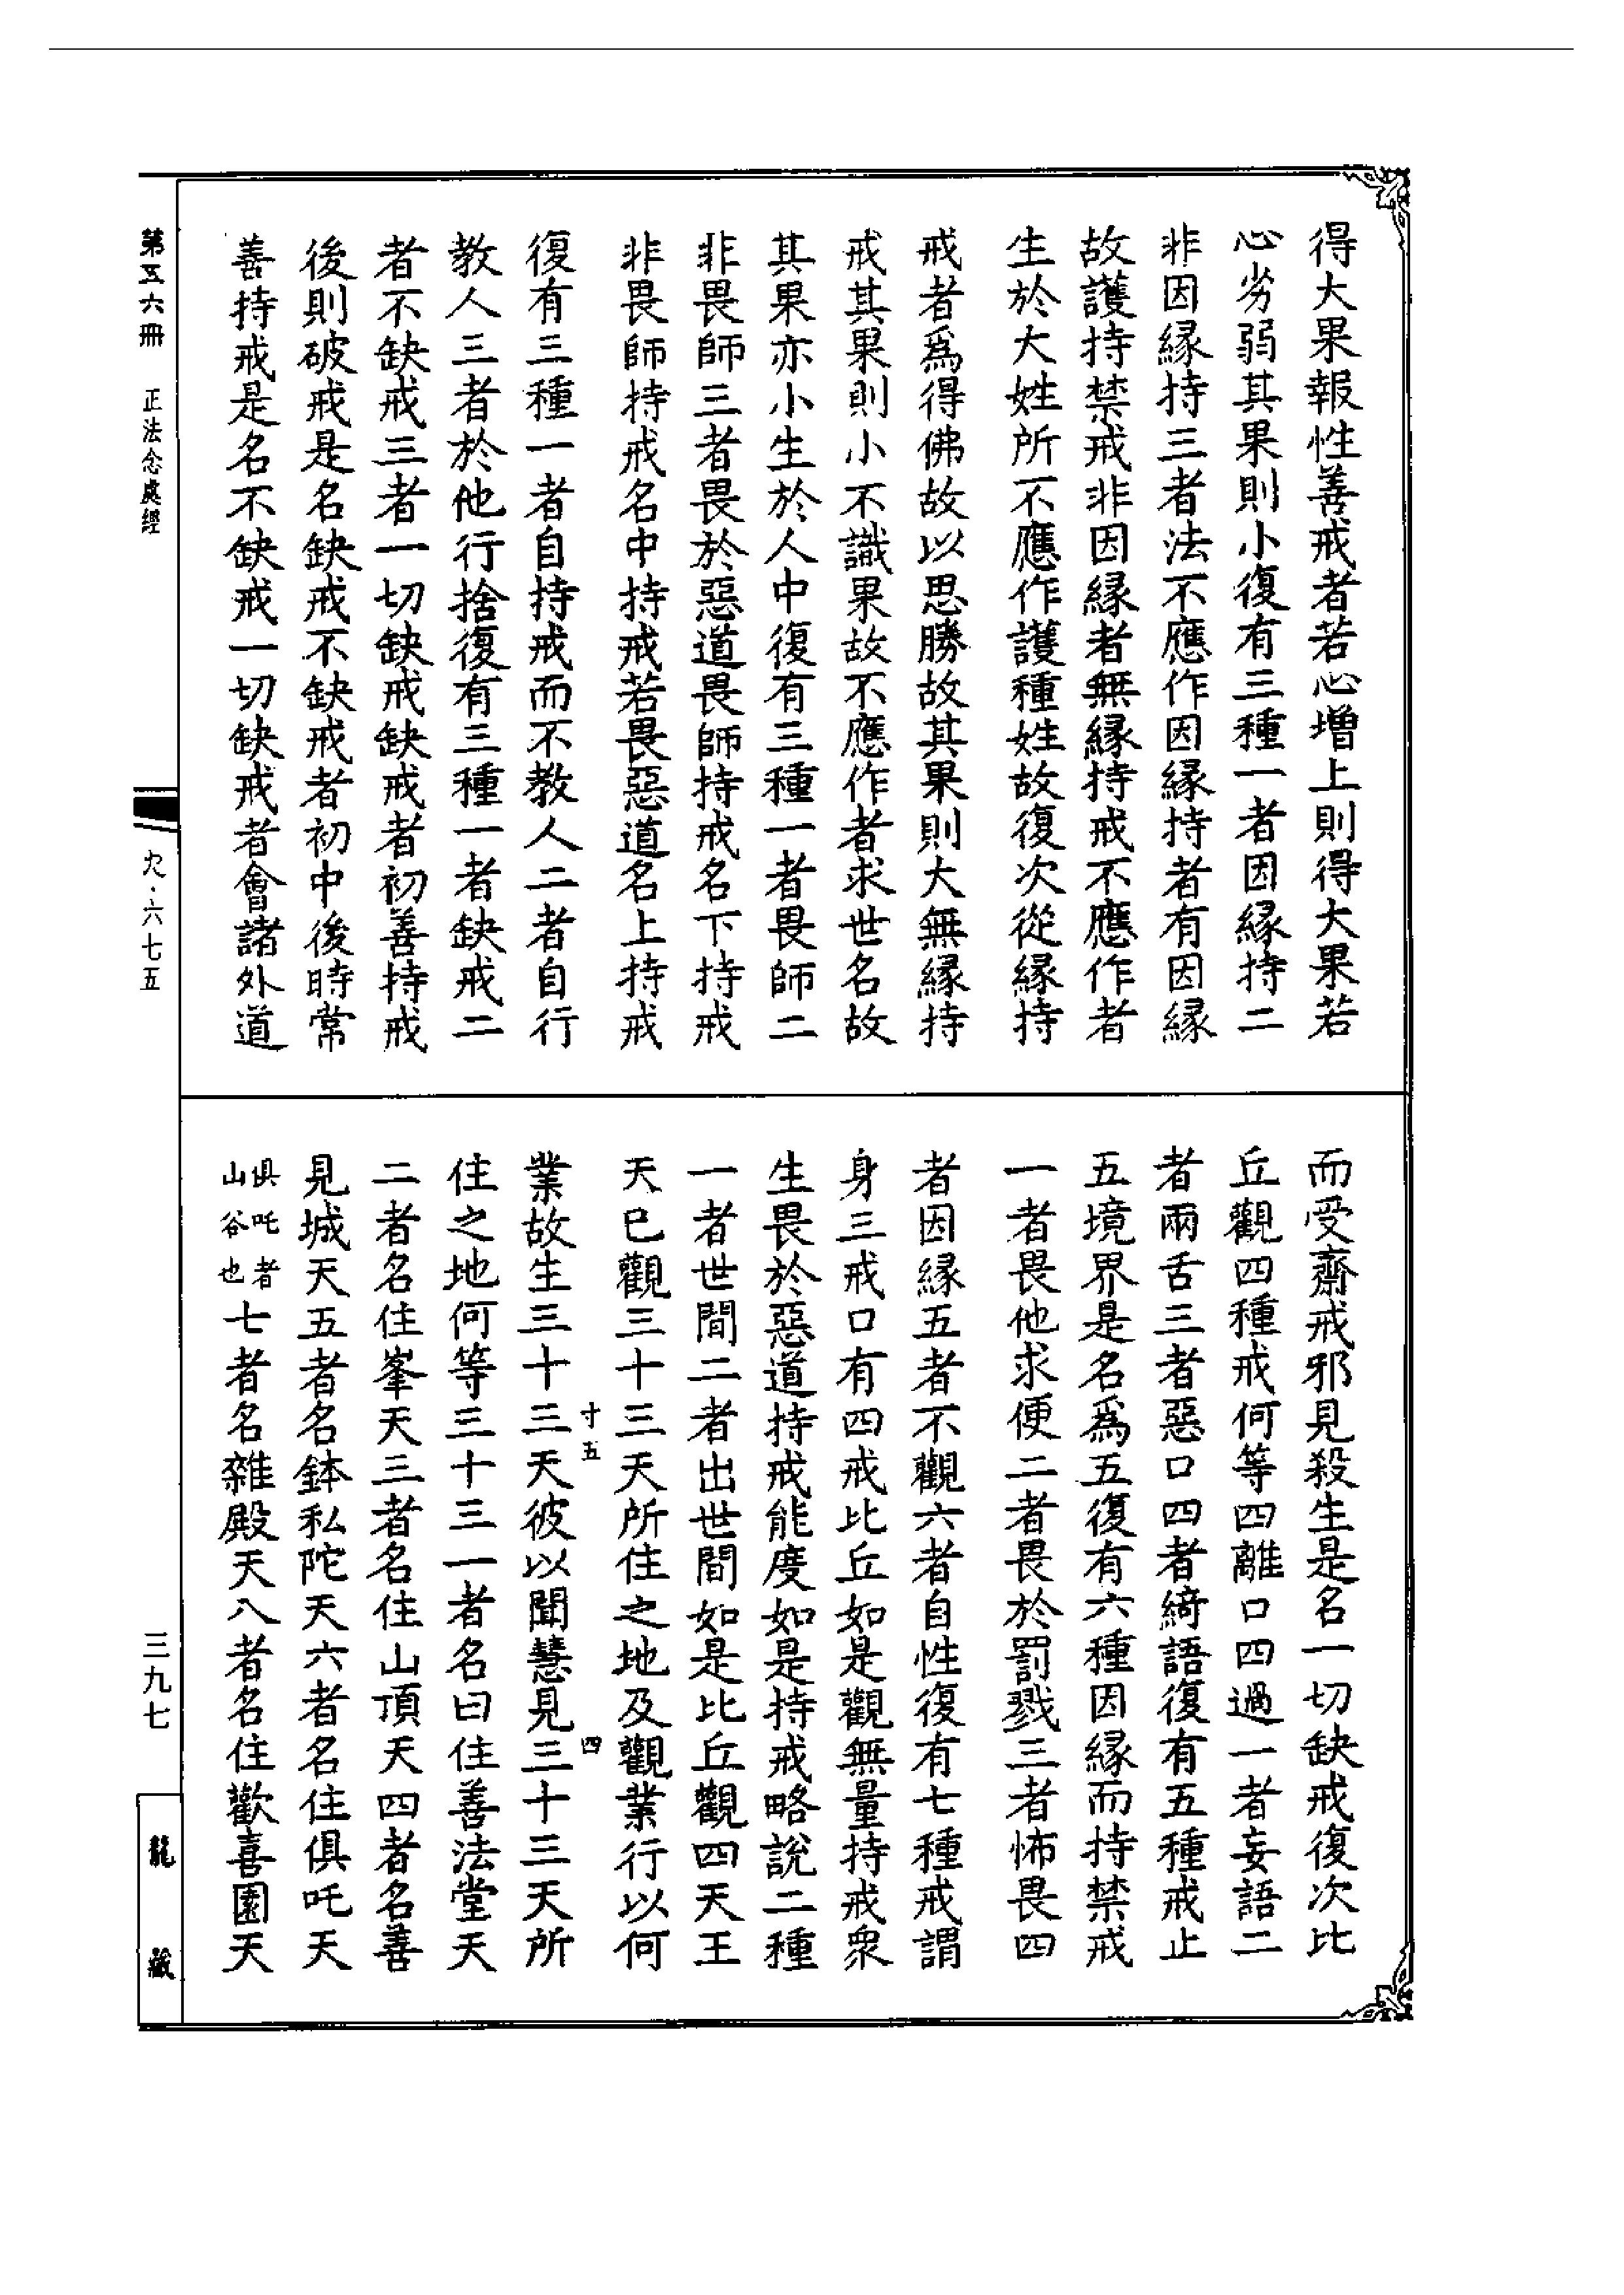 得大果報性善戒者若心增上則得大果若
心劣弱其果則小復有三種一者因緣持二
非因緣持三者法不應作因緣持者有因緣
故護持禁戒非因緣者無緣持戒不應作者
生於大姓所不應作護種姓故復次從緣持
戒者為得佛故以思勝故其果則大無緣持
戒其果則小不識果故不應作者求世名故
其果亦小生於人中復有三種一者畏師二
非畏師三者畏於惡道畏師持戒名下持戒
非畏師持戒名中持戒若畏惡道名上持戒
復有三種一者自持戒而不教人二者自行
教人三者於他行捨復有三種一者缺戒二
者不缺戒三者一切缺戒缺戒者初善持戒
後則破戒是名缺戒不缺戒者初中後時常
善持戒是名不缺戒一切缺戒者會諸外道
而受齋戒邪見殺生是名一切缺戒復次比
丘觀四種戒何等四離口四過一者妄語二
者兩舌三者惡口四者綺語復有五種戒止
五境界是名為五復有六種因緣而持禁戒
一者畏他求便二者畏於罰戮三者怖畏四
者因緣五者不觀六者自性復有七種戒謂
身三戒口有四戒比丘如是觀無量持戒眾
生畏於惡道持戒能度如是持戒略說二種
一者世間二者出世間如是比丘觀四天王
天已觀三十三天所住之地及觀業行以何
業故生三十三天彼以聞慧見三十三天所
寸五
四
住之地何等三十三一者名曰住善法堂天
二者名住峯天三者名住山頂天四者名善
見城天五者名鉢私陀天六者名住俱吒天
俱吒者
山谷也
七者名雜殿天八者名住歡喜園天
第五六冊 正法念處經
六七五
三九七
龍藏